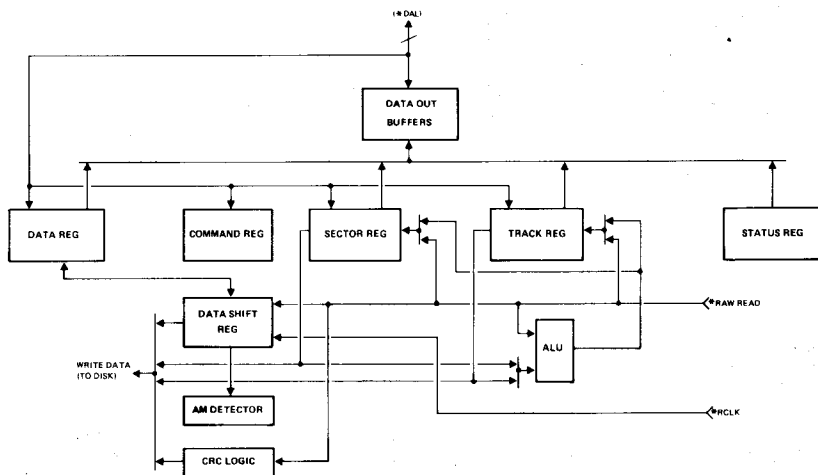 (*DAL)
DATA OUT
BUFFERS
DATA REG
COMMAND REG
SECTOR REG
TRACK REG
STATUS REG
DATA SHIFT
REG
*RAW READ
ALU
WRITE DATA
(TO DISK)
AM DETECTOR
*RCLK
CRC LOGIC